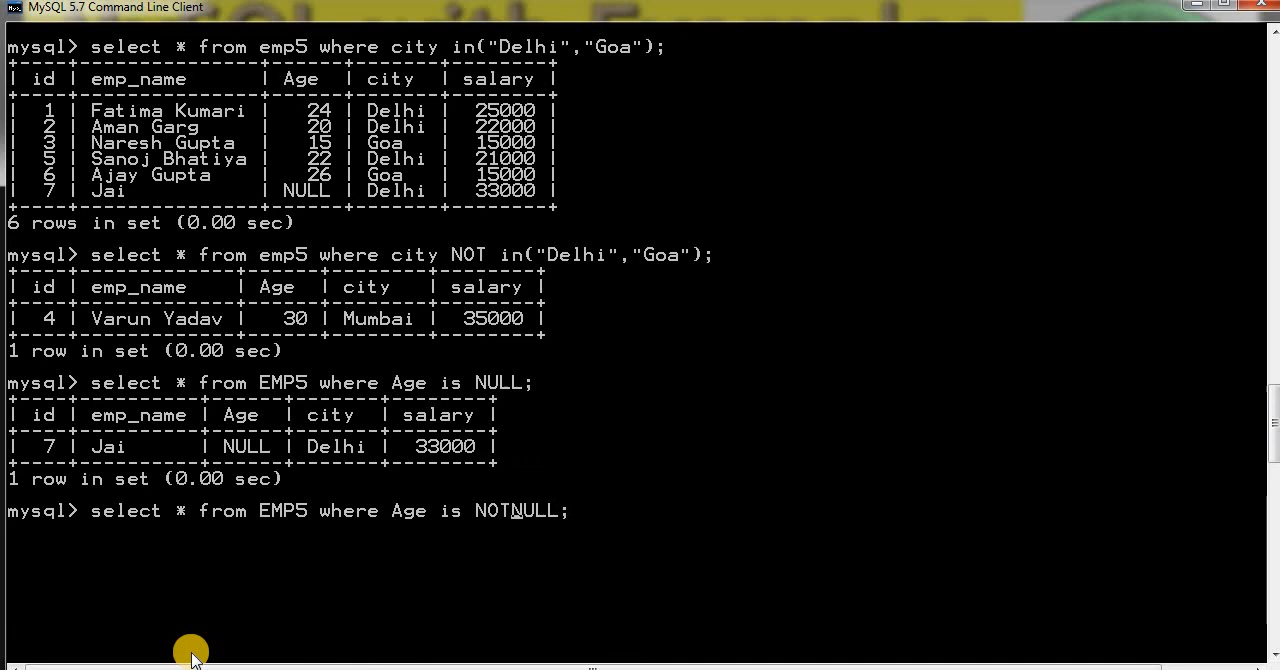 MySQL 5.7 Command Line Client
mysql> select * from emp5 where city in("Delhi","Goa");
+----+---------------+------+-------+--------+
| id | emp_name      | Age  | city  | salary |
+----+---------------+------+-------+--------+
| 1 | Fatima Kumari | 24 | Delhi | 25000 |
| 2 | Aman Garg | 20 | Delhi | 22000 |
| 3 | Naresh Gupta | 15 | Goa | 15000 |
| 5 | Sanoj Bhatiya | 22 | Delhi | 21000 |
| 6 | Ajay Gupta | 26 | Goa | 15000 |
| 7 | Jai | NULL | Delhi | 33000 |
+----+---------------+------+-------+--------+
6 rows in set (0.00 sec)
mysql> select * from emp5 where city NOT in("Delhi","Goa");
+----+-------------+------+--------+--------+
| id | emp_name | Age | city | salary |
+----+-------------+------+--------+--------+
| 4 | Varun Yadav | 30 | Mumbai | 35000 |
+----+-------------+------+--------+--------+
1 row in set (0.00 sec)
mysql> select * from EMP5 where Age is NULL;
+----+----------+------+-------+--------+
| id | emp_name | Age | city | salary |
+----+----------+------+-------+--------+
| 7 | Jai | NULL | Delhi | 33000 |
+----+----------+------+-------+--------+
1 row in set (0.00 sec)
mysql> select * from EMP5 where Age is NOTNULL;